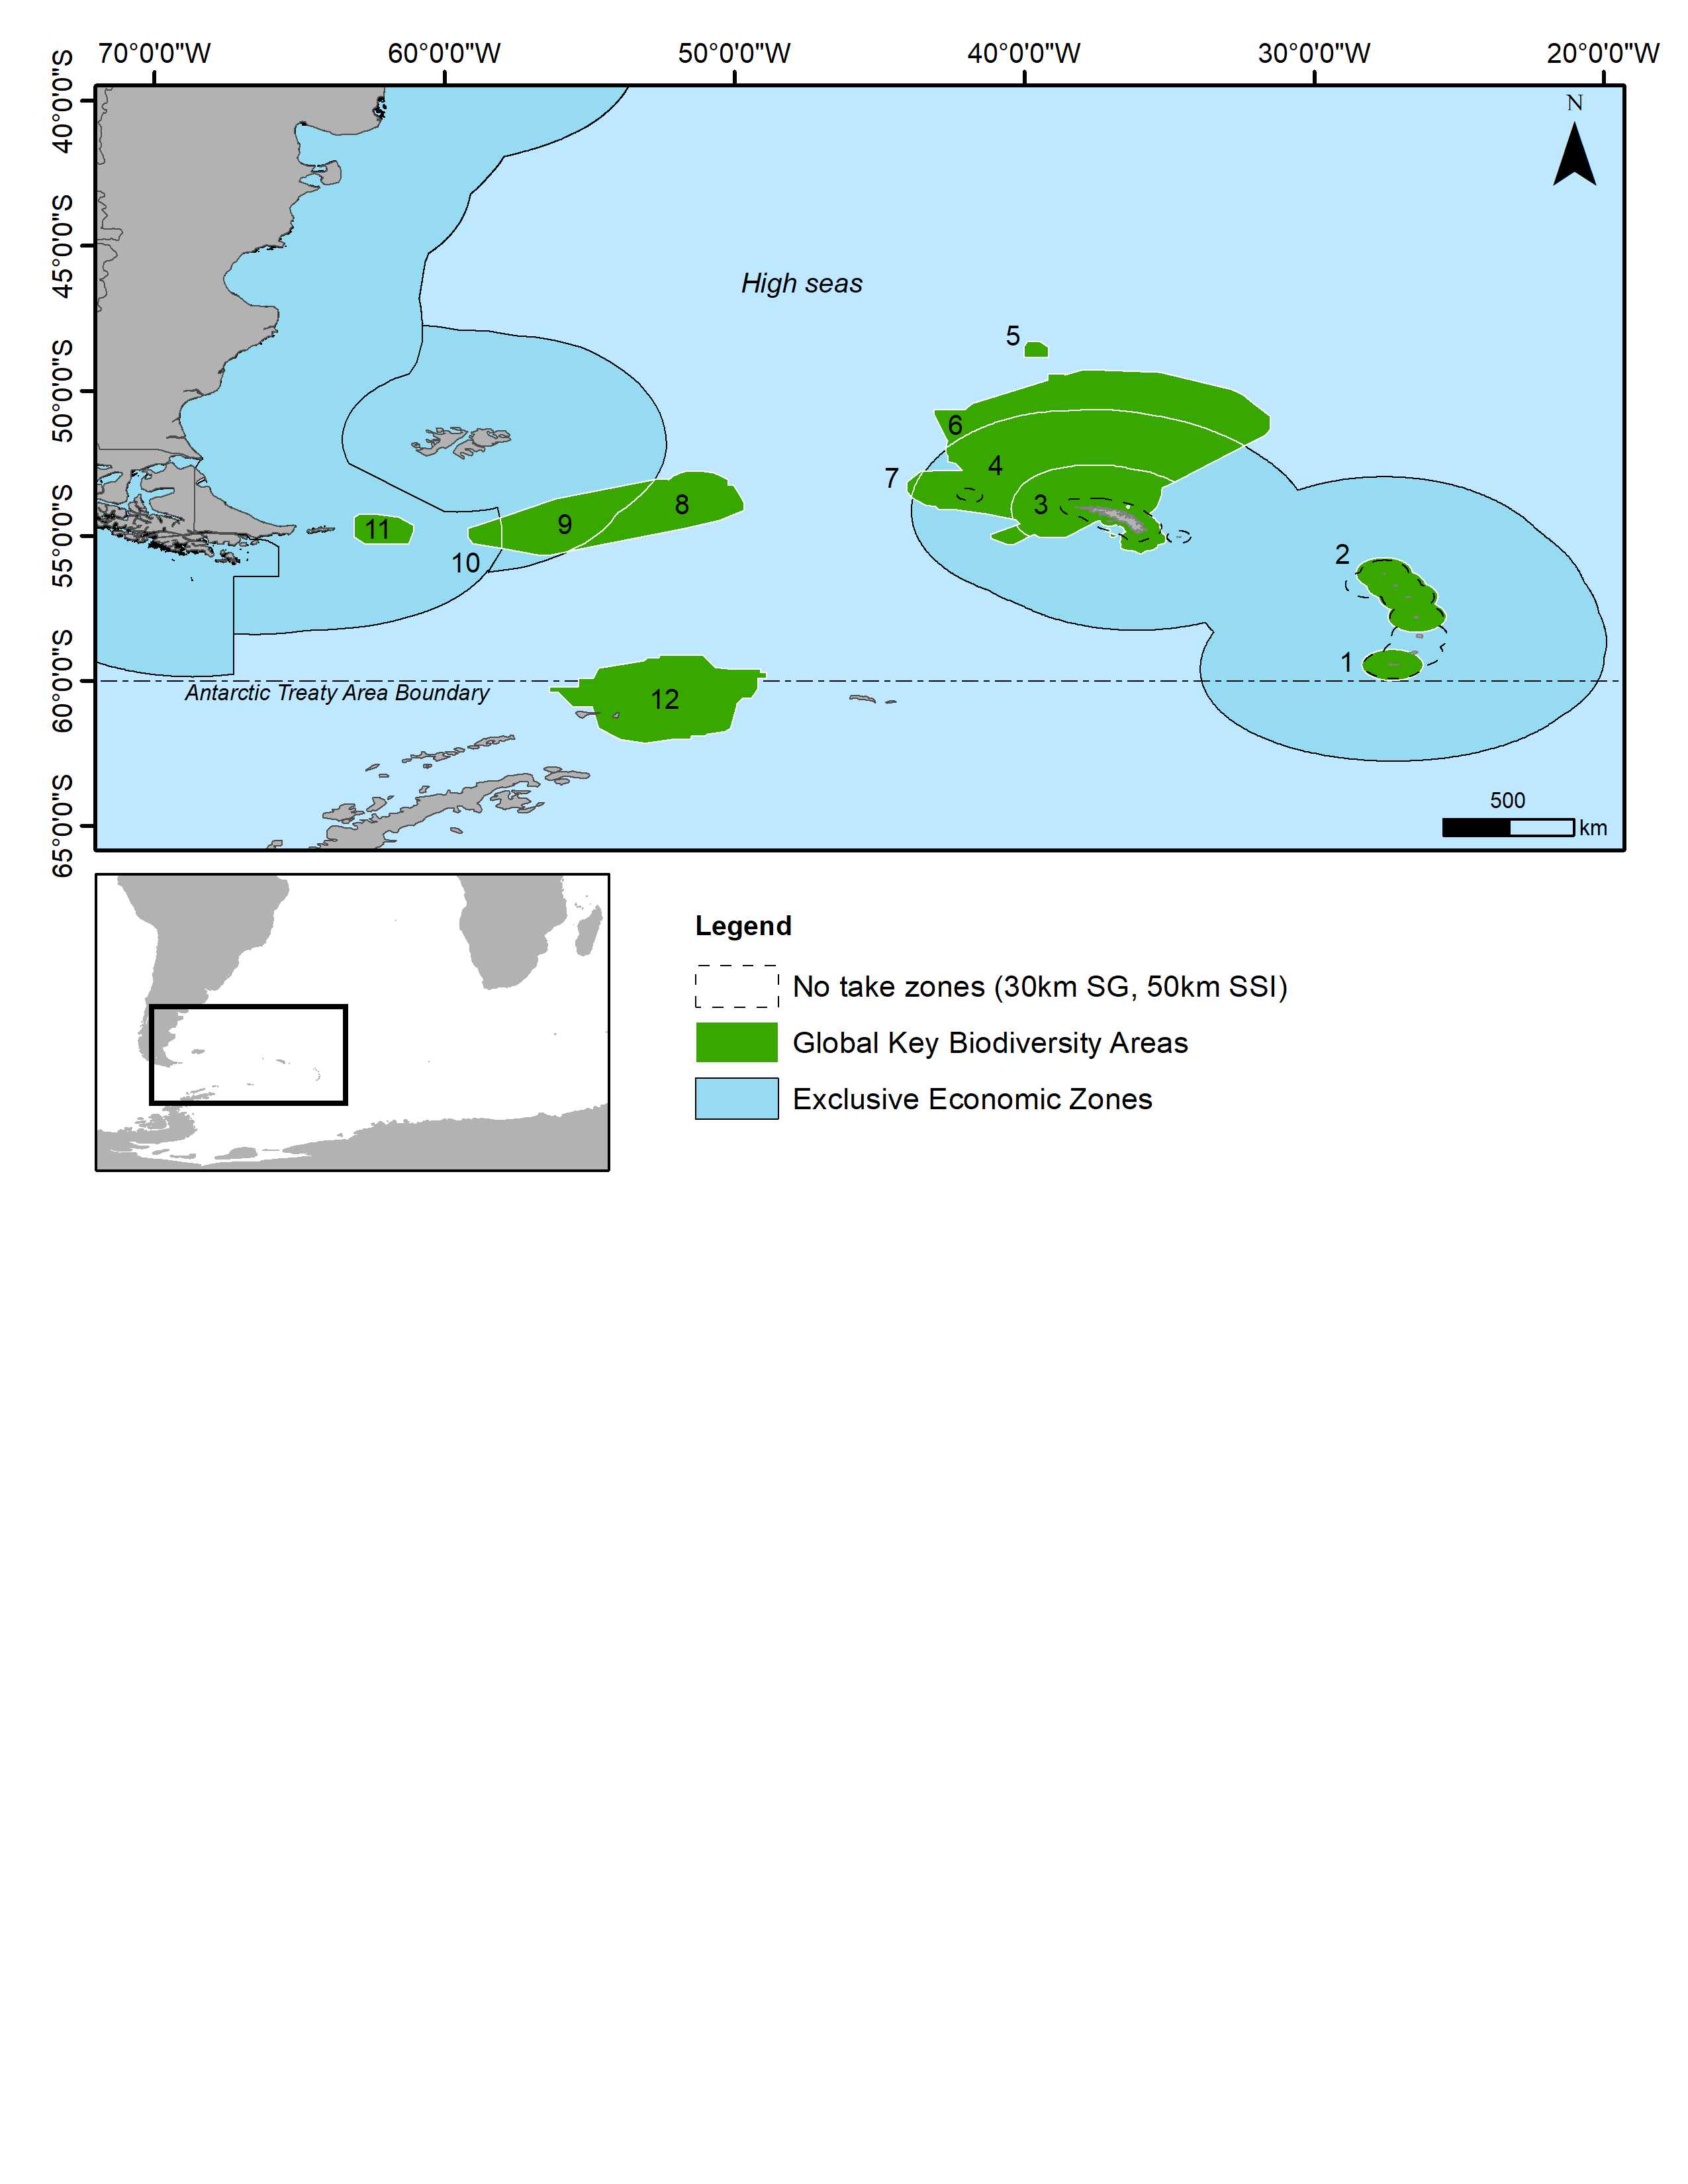 70°0'0"W 60°0'0"W 50°0'0"W 40°0'0"W 30°0'0"W 20°0'0"W
40°0'0"S
45°0'0"S
50°0'0"S
55°0'0"S
60°0'0"S
65°0'0"S
N
High seas
5
6
4
7
3
8
9
11
10
2
1
12
Antarctic Treaty Area Boundary
500
km
Legend
No take zones (30km SG, 50km SSI)
Global Key Biodiversity Areas
Exclusive Economic Zones